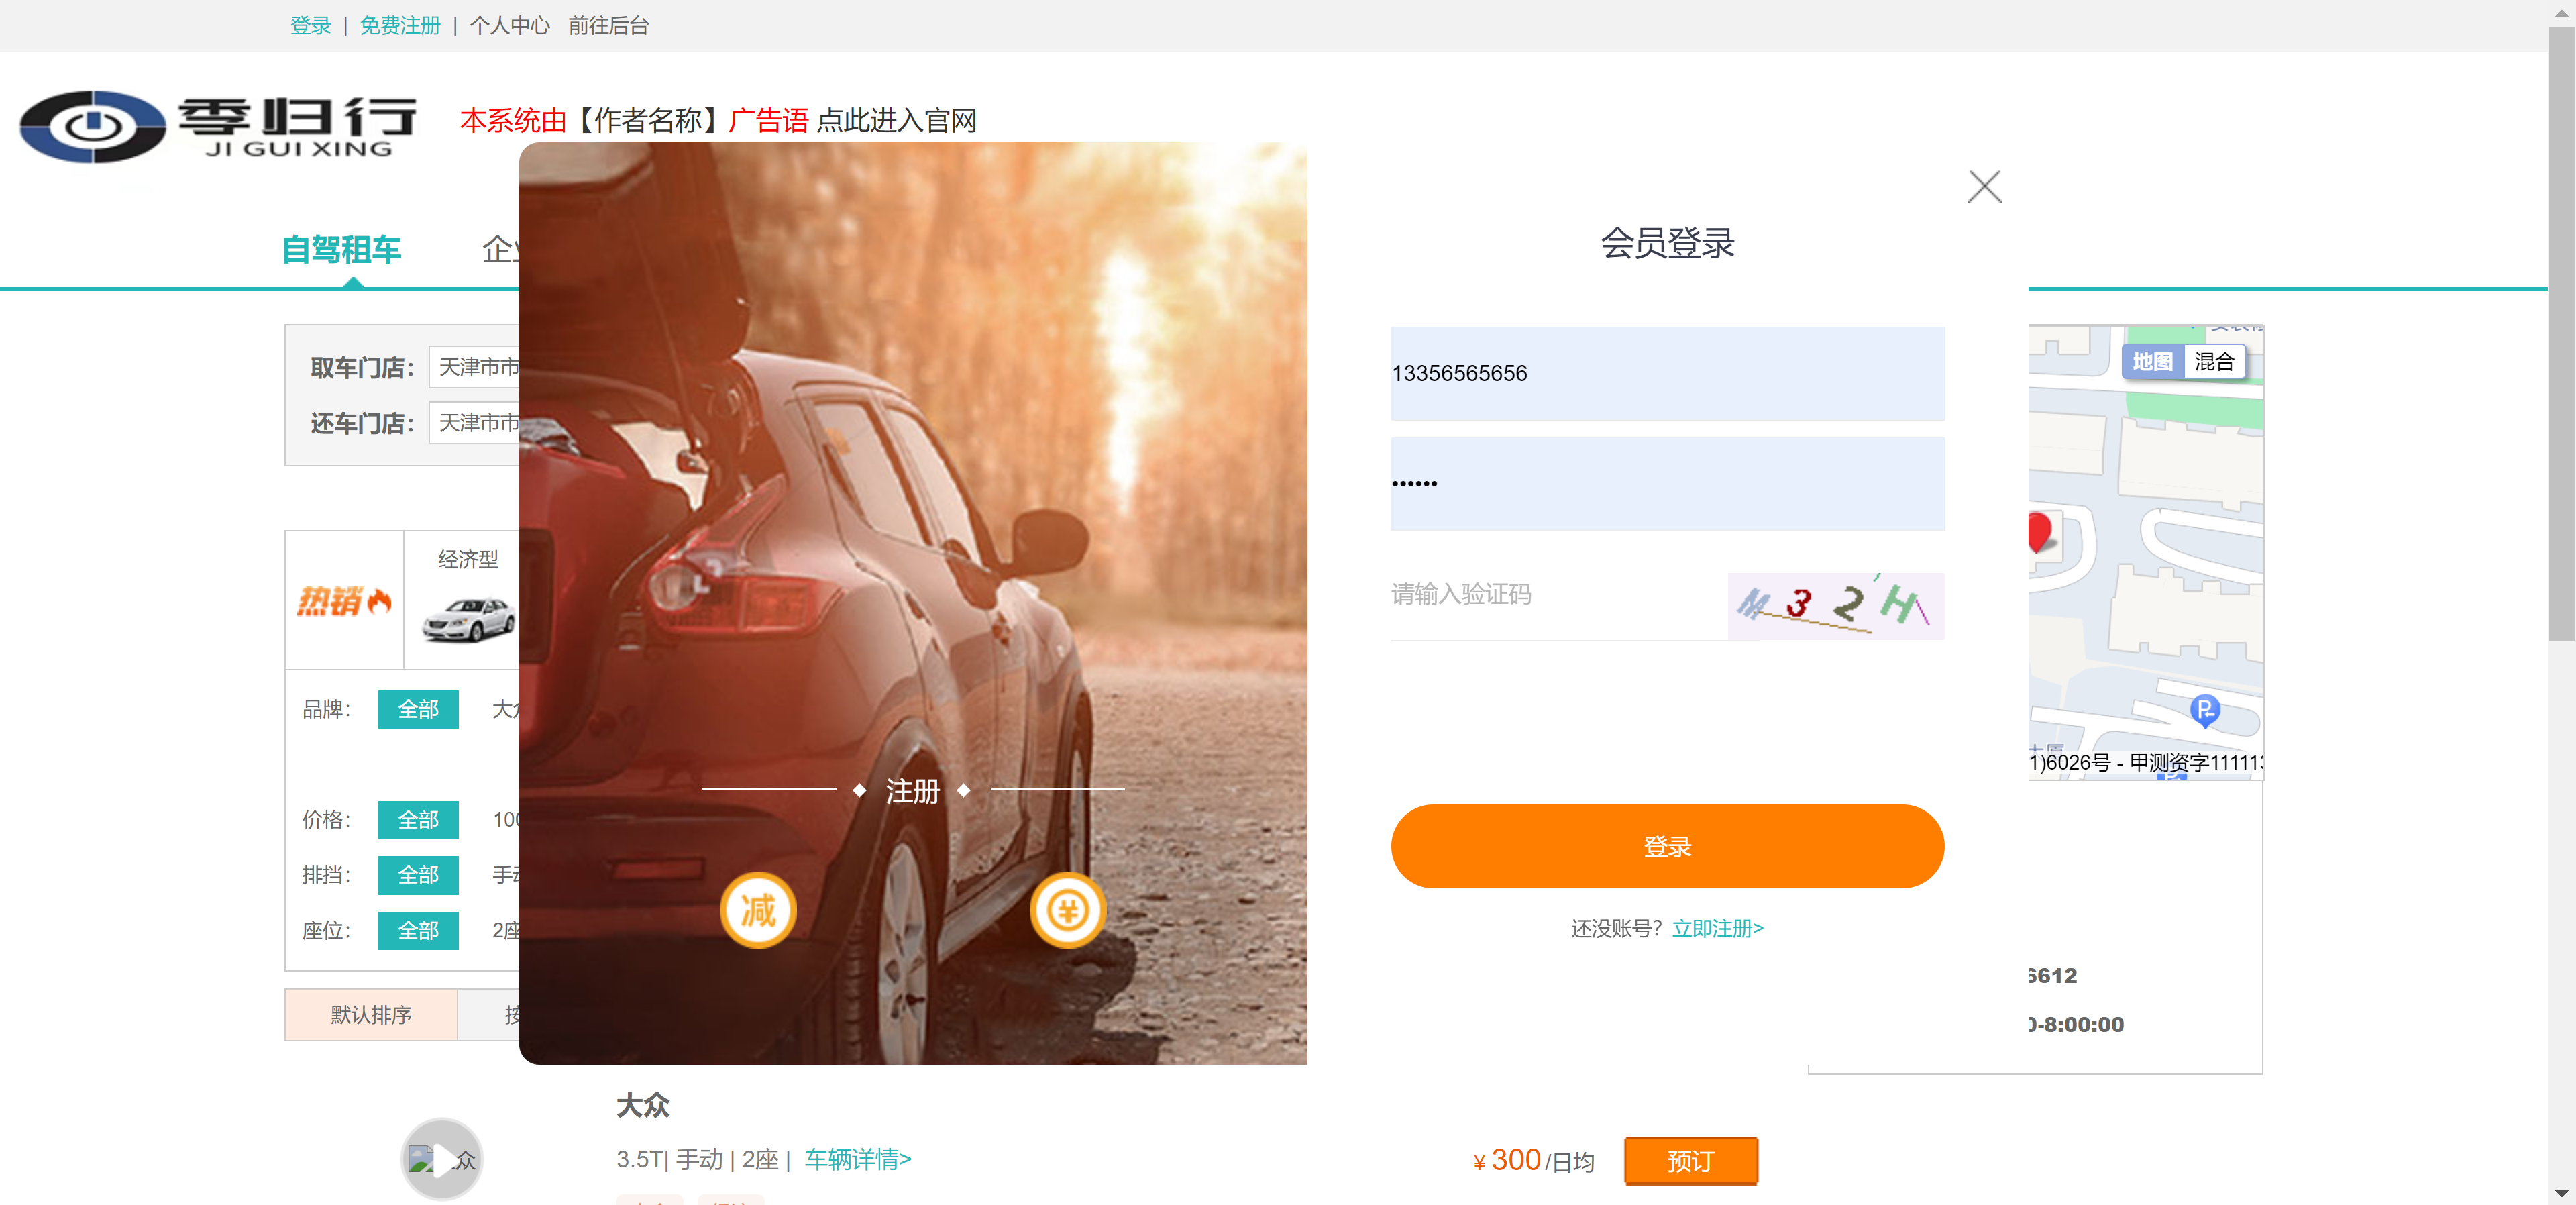 登录 | 免费注册 | 个人中心 前往后台
季归行
JI GUI XING
本系统由【作者名称】广告语 点此进入官网
自驾租车
会员登录
取车门店： 天津市市
还车门店： 天津市市
地图 混合
13356565656
••••••
请输入验证码
M32H
热销
经济型
品牌： 全部
价格： 全部 100
排挡： 全部
座位： 全部 2座
注册
减
登录
还没账号？ 立即注册>
1)6026号 - 甲测资字11111
6612
0-8:00:00
默认排序
大众
3.5T| 手动 | 2座 | 车辆详情>
¥ 300/日均
预订